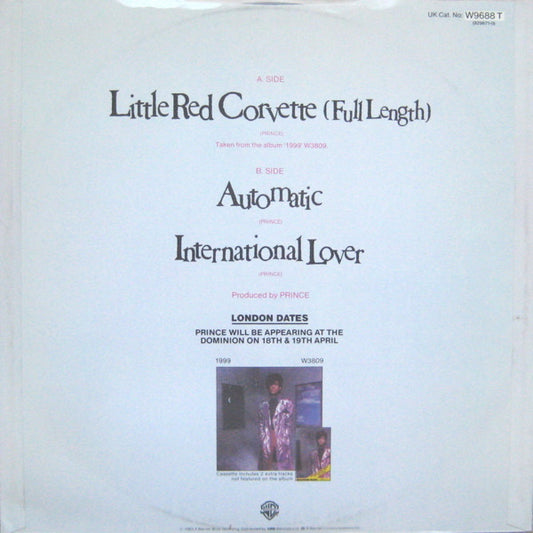 UK Cat. No: W9688 T
(929671-0)
A. SIDE
Little Red Corvette (Full Length)
(PRINCE)
Taken from the album '1999' W3809.
B. SIDE
Automatic
(PRINCE)
International Lover
(PRINCE)
Produced by PRINCE
LONDON DATES
PRINCE WILL BE APPEARING AT THE
DOMINION ON 18TH & 19TH APRIL
1999 W3809
Cassette includes 2 extra tracks
not featured on the album